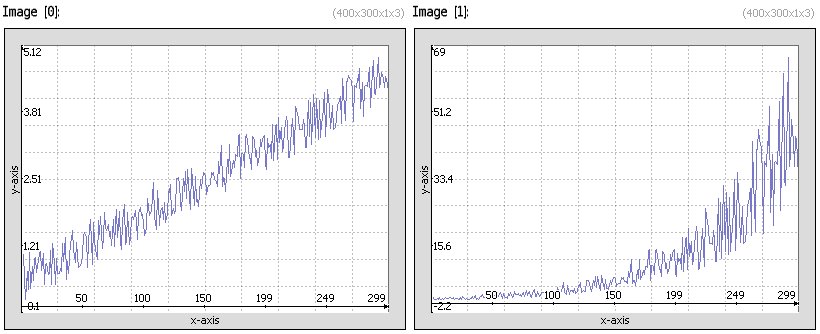 Image [0]: (400x300x1x3)
5.12
3.81
2.51
1.21
-0.1
y-axis
50 100 150 199 249 299
x-axis
Image [1]: (400x300x1x3)
69
51.2
33.4
15.6
-2.2
y-axis
50 100 150 199 249 299
x-axis